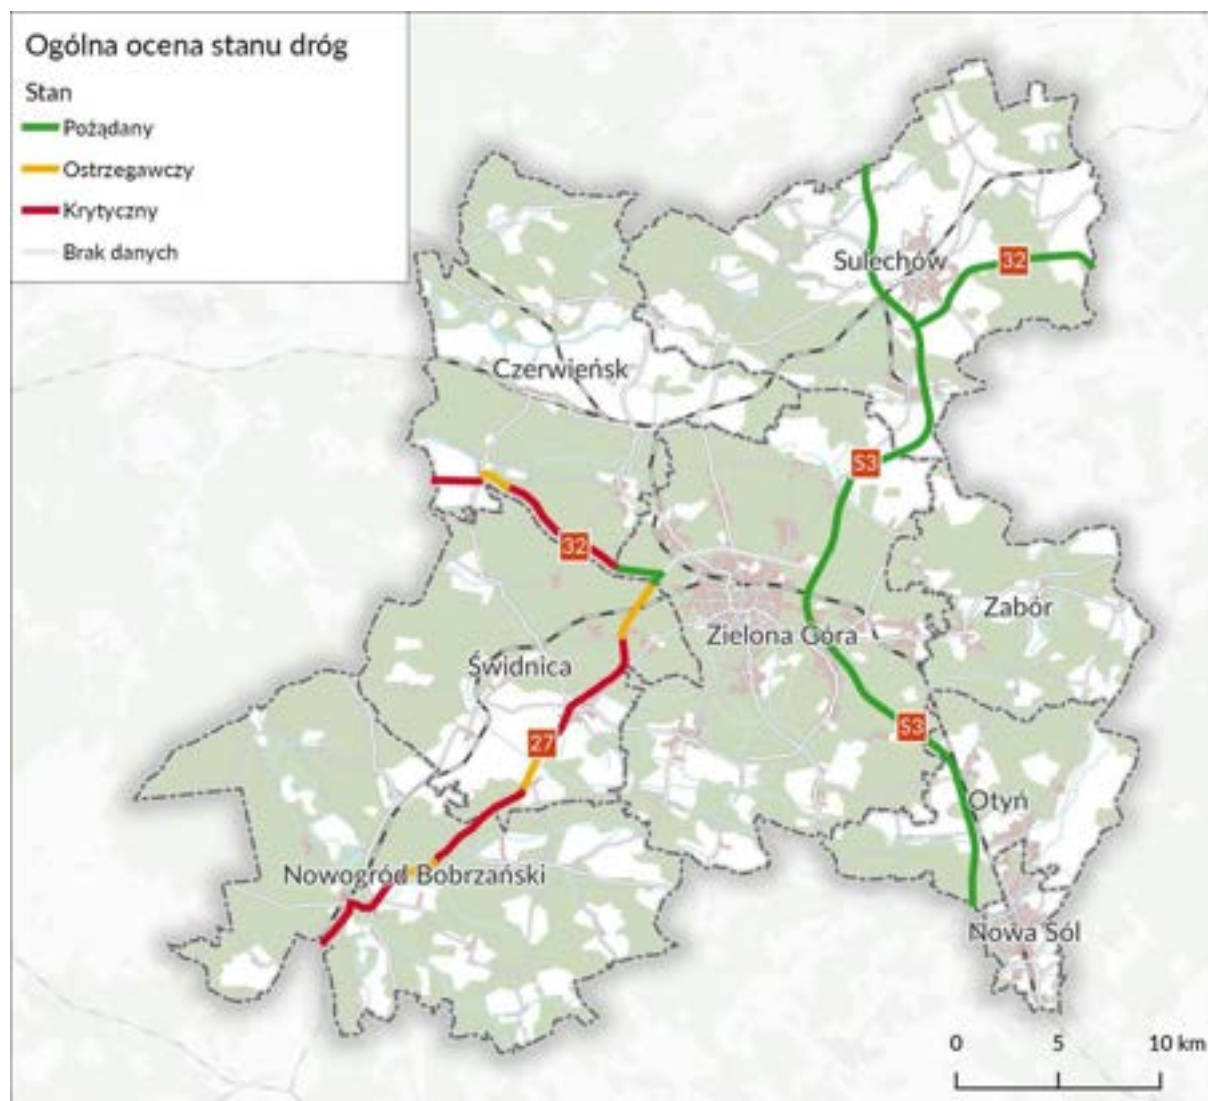 Ogólna ocena stanu dróg
Stan
Pożądany
Ostrzegawczy
Krytyczny
Brak danych
Sulechów
32
Czerwieńsk
S3
32
Zabór
Zielona Góra
Świdnica
S3
27
Otyń
Nowogród Bobrzański
Nowa Sól
0 5 10 km